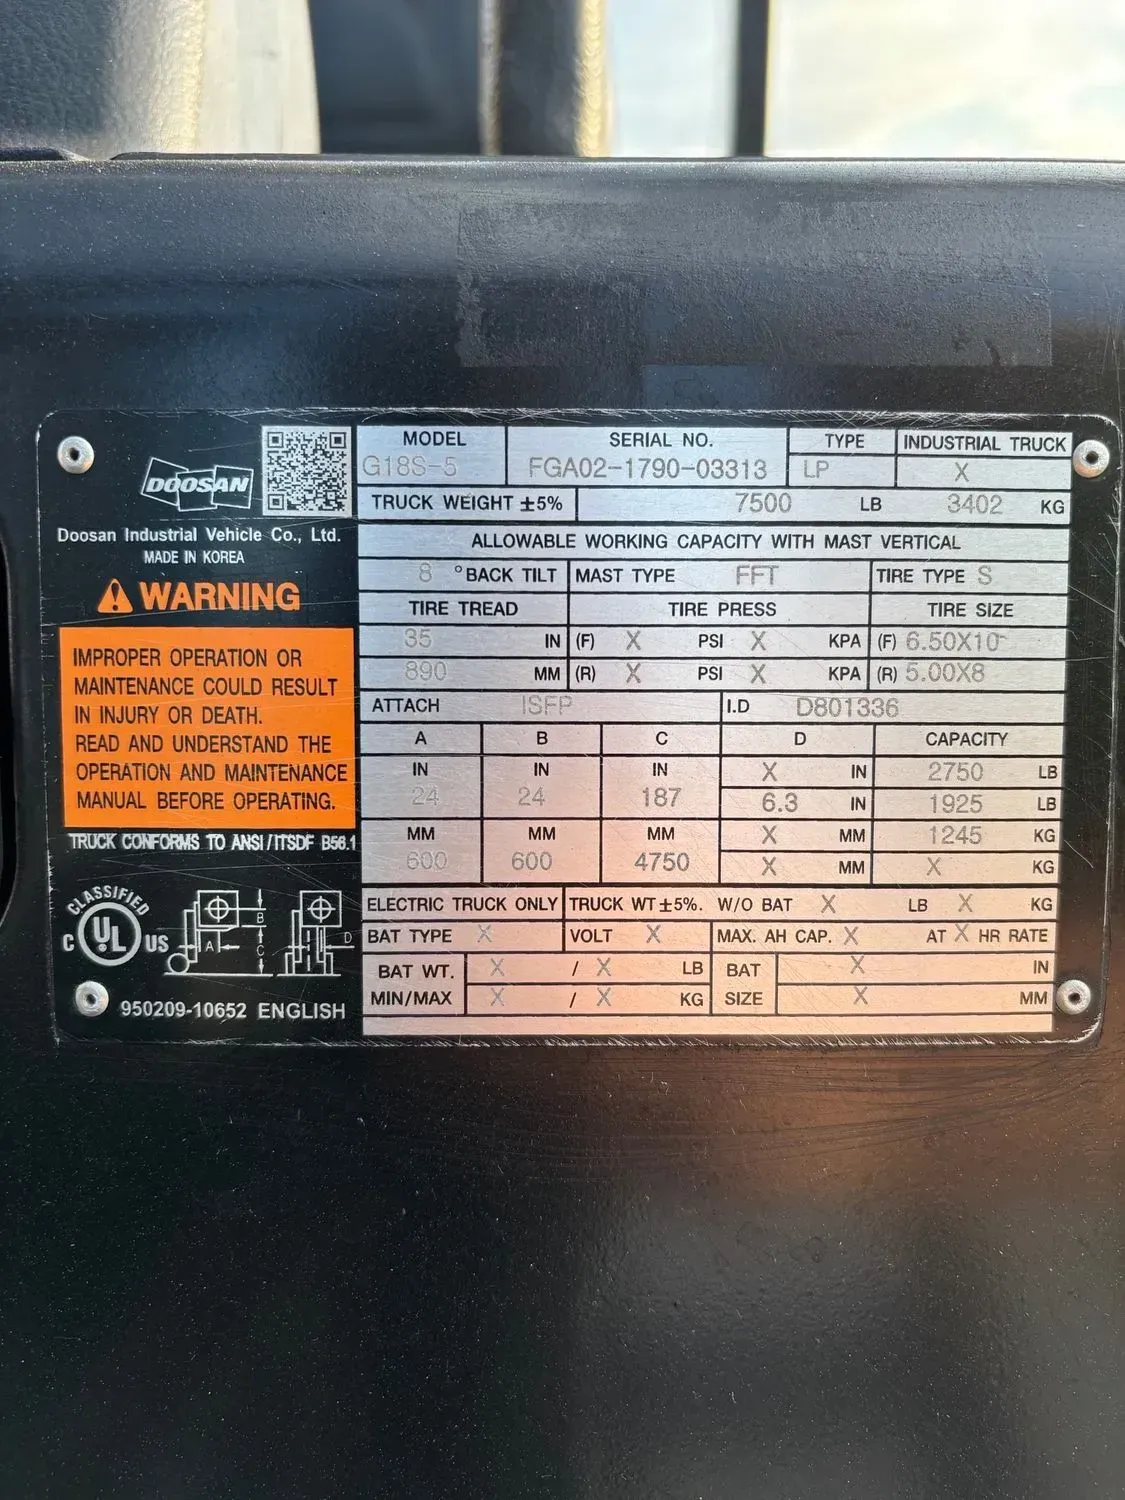 DOOSAN
Doosan Industrial Vehicle Co., Ltd.
MADE IN KOREA
WARNING
IMPROPER OPERATION OR
MAINTENANCE COULD RESULT
IN INJURY OR DEATH.
READ AND UNDERSTAND THE
OPERATION AND MAINTENANCE
MANUAL BEFORE OPERATING.
TRUCK CONFORMS TO ANSI/ITSDF B56.1
CLASSIFIED
C UL US
A B C D
950209-10652 ENGLISH
MODEL SERIAL NO. TYPE INDUSTRIAL TRUCK
G18S-5 FGA02-1790-03313 LP X
TRUCK WEIGHT ±5% 7500 LB 3402 KG
ALLOWABLE WORKING CAPACITY WITH MAST VERTICAL
8 °BACK TILT MAST TYPE FFT TIRE TYPE S
TIRE TREAD TIRE PRESS TIRE SIZE
35 IN (F) X PSI X KPA (F) 6.50X10
890 MM (R) X PSI X KPA (R) 5.00X8
ATTACH ISFP I.D D801336
A B C D CAPACITY
IN IN IN X IN 2750 LB
24 24 187 6.3 IN 1925 LB
MM MM MM X MM 1245 KG
600 600 4750 X MM X KG
ELECTRIC TRUCK ONLY TRUCK WT ±5%. W/O BAT X LB X KG
BAT TYPE X VOLT X MAX. AH CAP. X AT X HR RATE
BAT WT. X / X LB BAT X IN
MIN/MAX X / X KG SIZE X MM